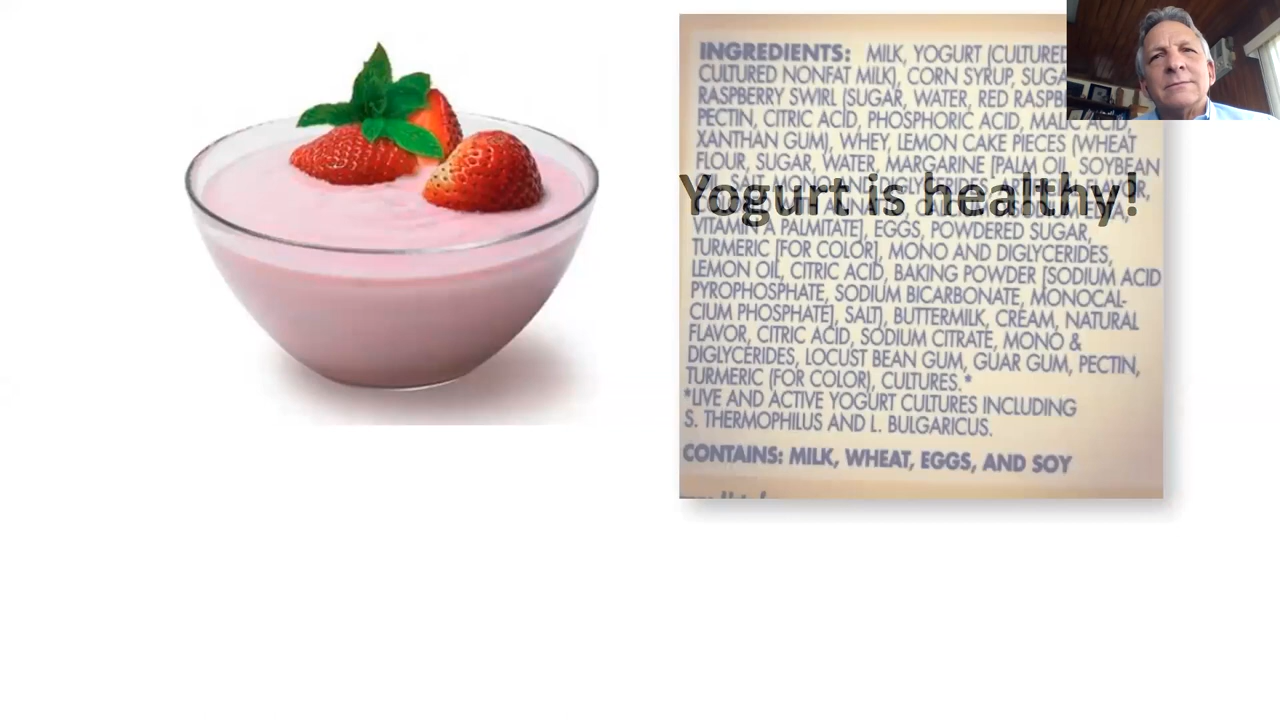 INGREDIENTS: MILK, YOGURT (CULTURED
CULTURED NONFAT MILK), CORN SYRUP,
RASPBERRY SWIRL (SUGAR, WATER, RED
PECTIN, CITRIC ACID, PHOSPHORIC ACID, MALIC ACID,
XANTHAN GUM), WHEY, LEMON CAKE PIECES (WHEAT
FLOUR, SUGAR, WATER, MARGARINE [PALM OIL, SOYBEAN
Yogurt is healthy!
VITAMIN A PALMITATE], EGGS, POWDERED SUGAR,
TURMERIC [FOR COLOR], MONO AND DIGLYCERIDES,
LEMON OIL, CITRIC ACID, BAKING POWDER [SODIUM ACID
PYROPHOSPHATE, SODIUM BICARBONATE, MONOCAL-
CIUM PHOSPHATE], SALT), BUTTERMILK, CREAM, NATURAL
FLAVOR, CITRIC ACID, SODIUM CITRATE, MONO &
DIGLYCERIDES, LOCUST BEAN GUM, GUAR GUM, PECTIN,
TURMERIC (FOR COLOR), CULTURES.*
*LIVE AND ACTIVE YOGURT CULTURES INCLUDING
S. THERMOPHILUS AND L. BULGARICUS.
CONTAINS: MILK, WHEAT, EGGS, AND SOY